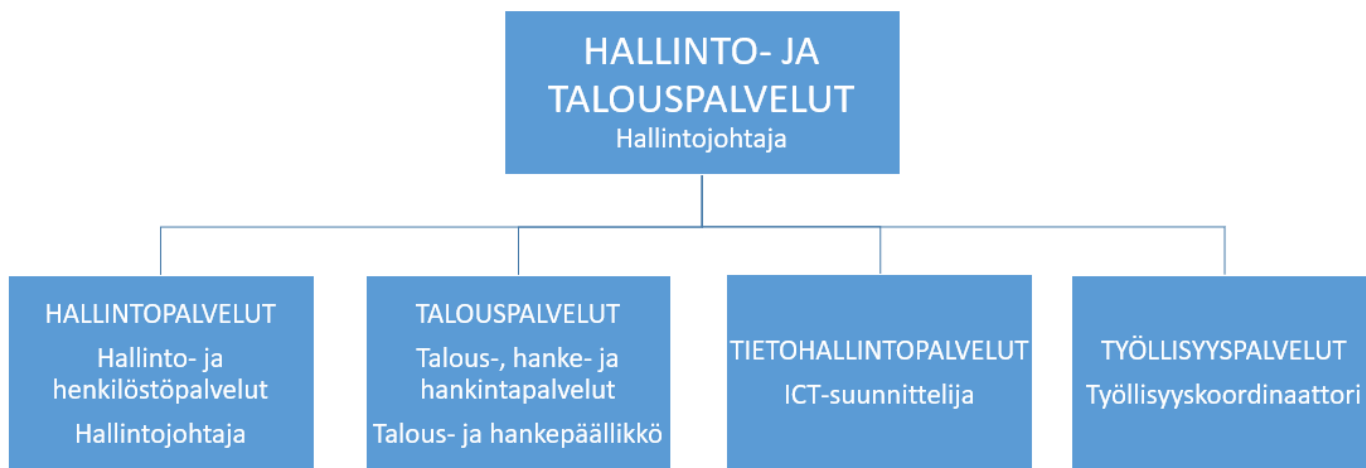 HALLINTO- JA
TALOUSPALVELUT
Hallintojohtaja
HALLINTOPALVELUT
Hallinto- ja
henkilöstöpalvelut
Hallintojohtaja
TALOUSPALVELUT
Talous-, hanke- ja
hankintapalvelut
Talous- ja hankepäällikkö
TIETOHALLINTOPALVELUT
ICT-suunnittelija
TYÖLLISYYSPALVELUT
Työllisyyskoordinaattori